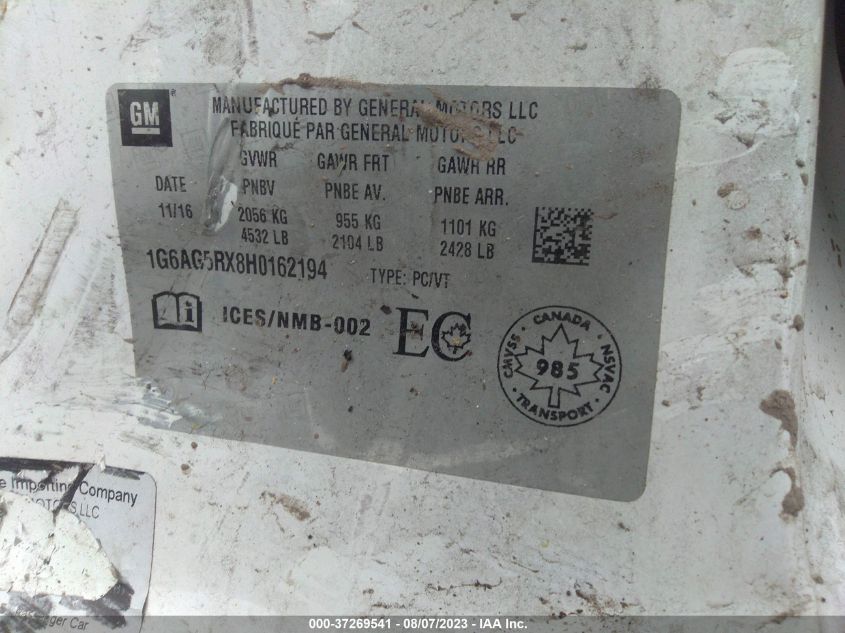 GM ®
MANUFACTURED BY GENERAL MOTORS LLC
FABRIQUÉ PAR GENERAL MOTORS LLC
GVWR GAWR FRT GAWR RR
DATE PNBV PNBE AV. PNBE ARR.
11/16 2056 KG 955 KG 1101 KG
4532 LB 2104 LB 2428 LB
1G6AG5RX8H0162194 TYPE: PC/VT
i ICES/NMB-002 EC
CANADA
CMVSS 985 NSVAC
TRANSPORT
Importing Company
MOTORS, LLC
Car
000-37269541 - 08/07/2023 - IAA Inc.